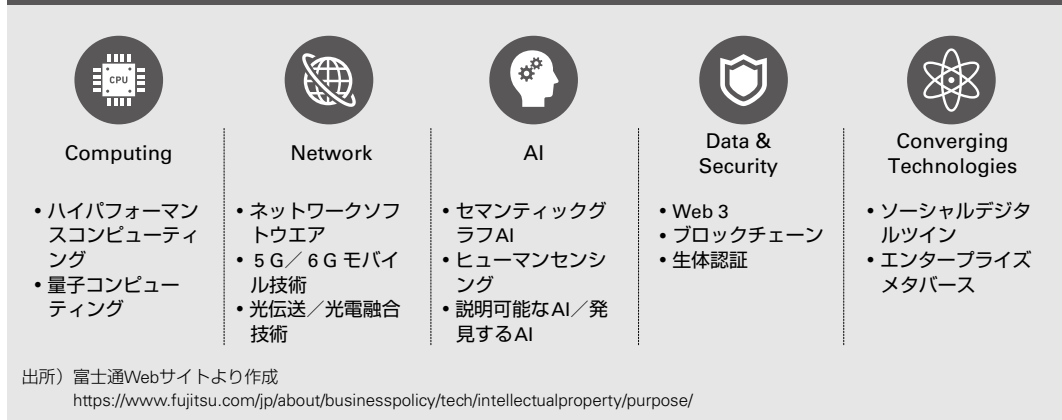 CPU
Computing
・ハイパフォーマン
スコンピューティ
ング
・量子コンピュー
ティング
Network
・ネットワークソフ
トウエア
・5G／6Gモバイ
ル技術
・光伝送／光電融合
技術
AI
・セマンティックグ
ラフAI
・ヒューマンセンシ
ング
・説明可能なAI／発
見するAI
Data &
Security
・Web 3
・ブロックチェーン
・生体認証
Converging
Technologies
・ソーシャルデジタ
ルツイン
・エンタープライズ
メタバース
出所）富士通Webサイトより作成
https://www.fujitsu.com/jp/about/businesspolicy/tech/intellectualproperty/purpose/